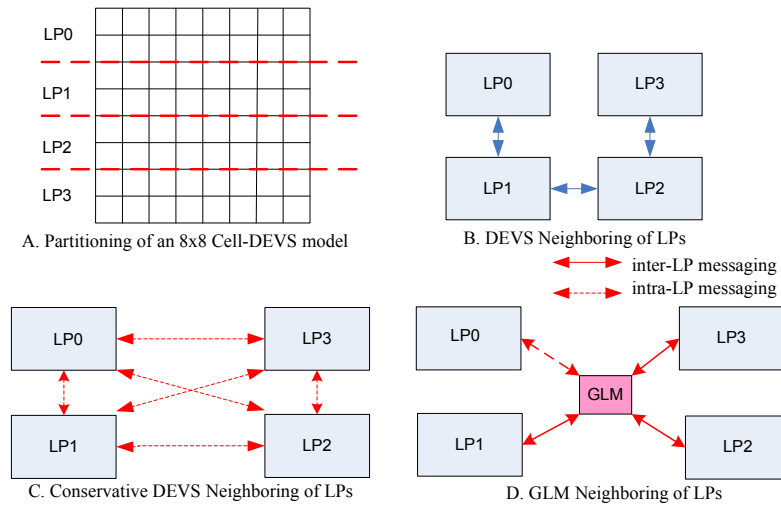 LP0
LP1
LP2
LP3
A. Partitioning of an 8x8 Cell-DEVS model
LP0
LP3
LP1
LP2
B. DEVS Neighboring of LPs
inter-LP messaging
intra-LP messaging
LP0
LP3
LP1
LP2
C. Conservative DEVS Neighboring of LPs
LP0
LP3
GLM
LP1
LP2
D. GLM Neighboring of LPs